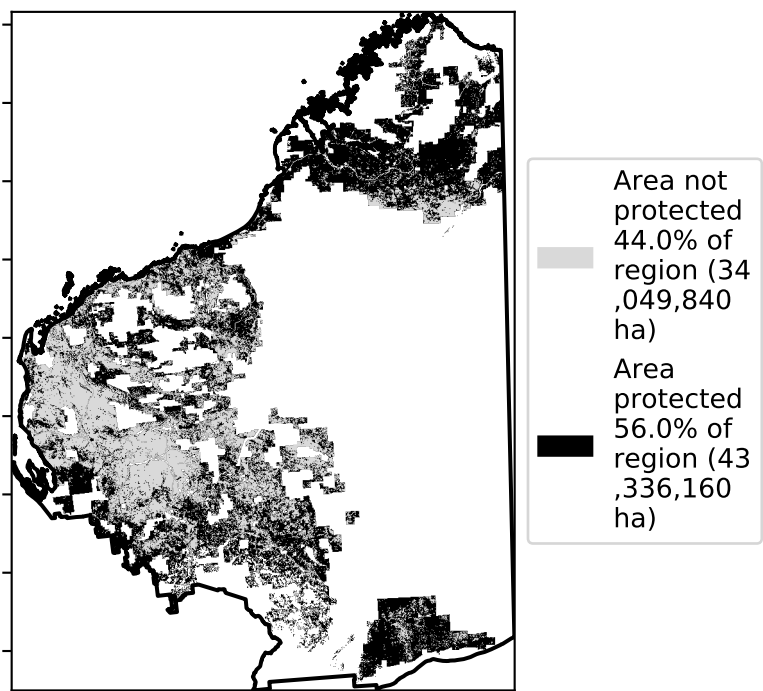 Area not
protected
44.0% of
region (34
,049,840
ha)
Area
protected
56.0% of
region (43
,336,160
ha)